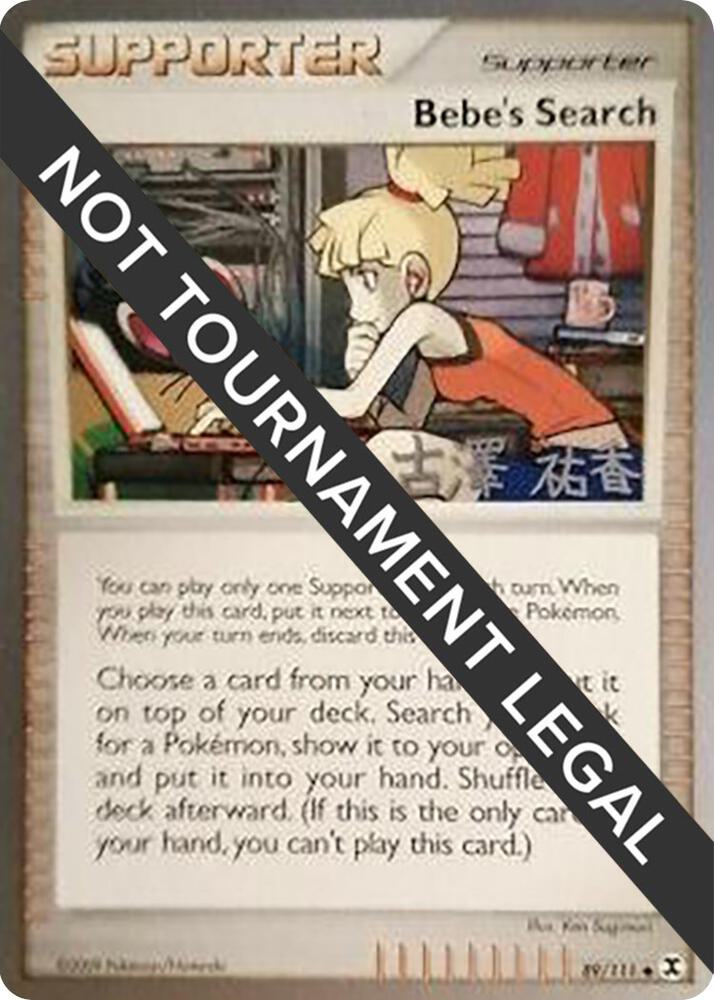 SUPPORTER
Supporter
Bebe's Search
NOT TOURNAMENT LEGAL
古澤 祐香
You can play only one Suppor h turn. When
you play this card, put it next to Pokémon.
When your turn ends, discard this
Choose a card from your ha ut it
on top of your deck. Search k
for a Pokémon, show it to your op
and put it into your hand. Shuffle
deck afterward. (If this is the only car
your hand, you can't play this card.)
Illus. Ken Sugimori
©2009 Pokémon/Nintendo
89/111